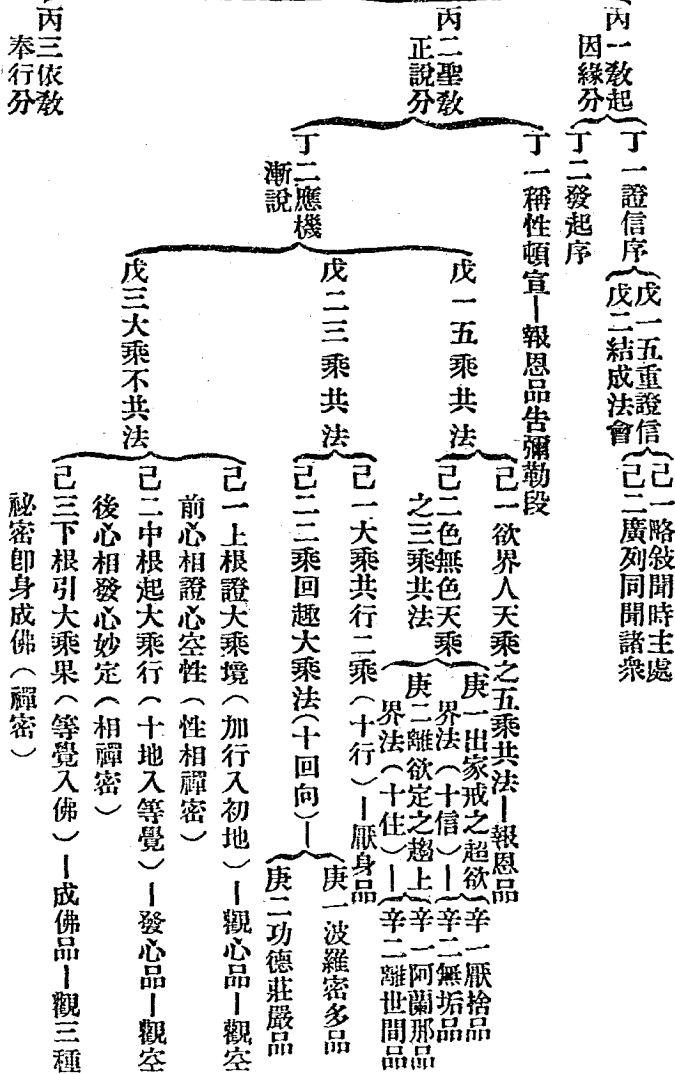 丙一敎起
因緣分
丁一證信序
戊一五重證信
己一略敍聞時主處
己二廣列同聞諸衆
戊二結成法會
丁二發起序
丙二聖敎
正說分
丁一稱性頓宣—報恩品告彌勒段
丁二應機
漸說
戊一五乘共法
己一欲界人天乘之五乘共法—報恩品
己二色無色天乘
之三乘共法
庚一出家戒之超欲
界法（十信）—
辛一厭捨品
辛二無垢品
庚二離欲定之趨上
界法（十住）—
辛一阿蘭那品
辛二離世間品
戊二三乘共法
己一大乘共行二乘（十行）—厭身品
己二二乘回趣大乘法（十回向）—
庚一波羅密多品
庚二功德莊嚴品
戊三大乘不共法
己一上根證大乘境（加行入初地）—觀心品—觀空
前心相證心空性（性相禪密）
己二中根起大乘行（十地入等覺）—發心品—觀空
後心相發心妙定（相禪密）
己三下根引大乘果（等覺入佛）—成佛品—觀三種
祕密卽身成佛（禪密）
丙三依敎
奉行分